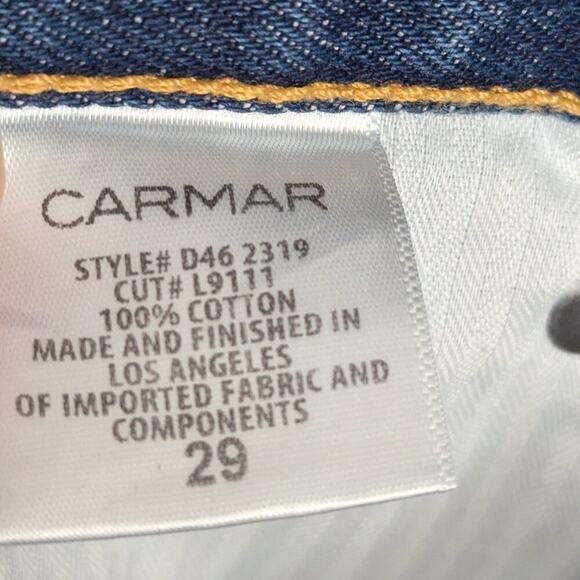 CARMAR
STYLE# D46 2319
CUT# L9111
100% COTTON
MADE AND FINISHED IN
LOS ANGELES
OF IMPORTED FABRIC AND
COMPONENTS
29